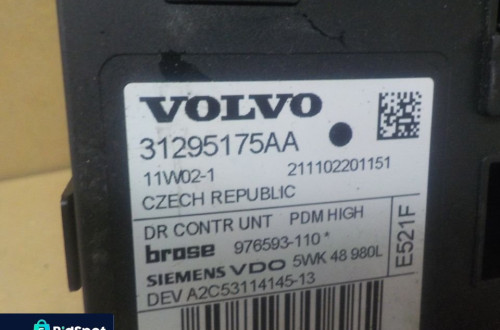 VOLVO
31295175AA
11W02-1 211102201151
CZECH REPUBLIC
DR CONTR UNT PDM HIGH
brose 976593-110*
SIEMENS VDO 5WK 48 980L
DEV A2C53114145-13
E521F
BidSpot